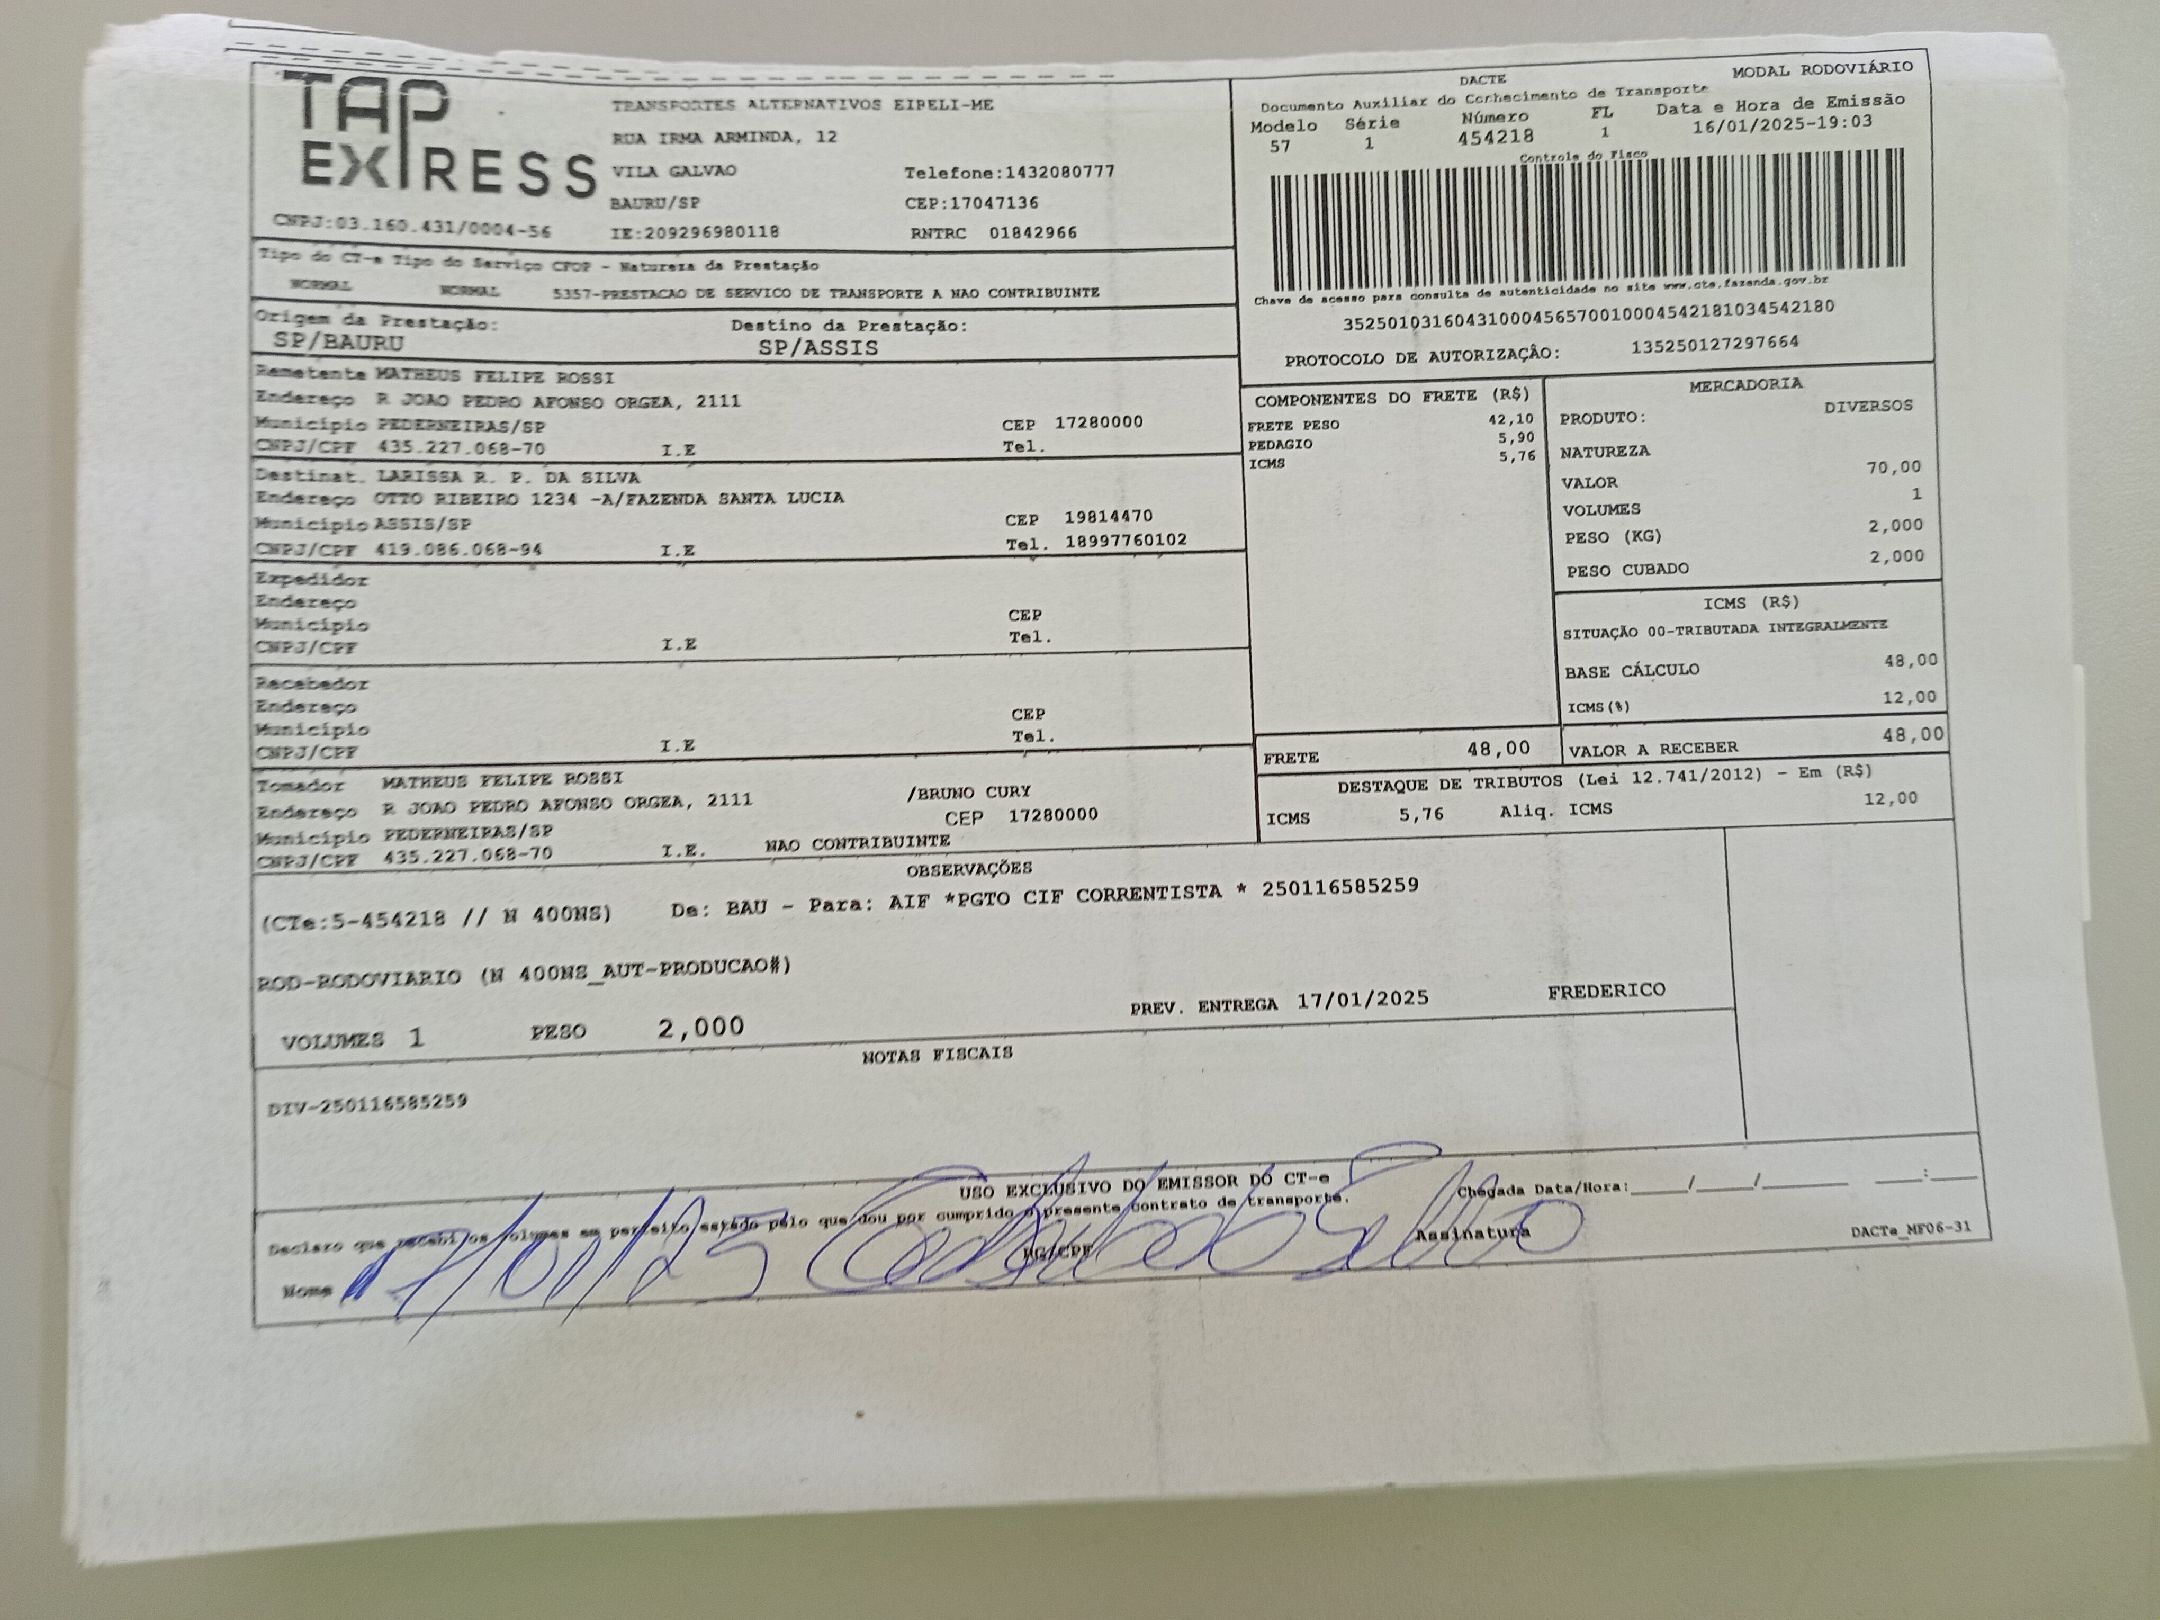 TAP EXPRESS
TRANSPORTES ALTERNATIVOS EIPELI-ME
RUA IRMA ARMINDA, 12
VILA GALVAO Telefone:1432080777
BAURU/SP CEP:17047136
CNPJ:03.160.431/0004-56 IE:209296980118 RNTRC 01842966
DACTE MODAL RODOVIÁRIO
Documento Auxiliar do Conhecimento de Transporte
Modelo Série Número FL Data e Hora de Emissão
57 1 454218 1 16/01/2025-19:03
Controle do Fisco
Chave de acesso para consulta de autenticidade no site www.cte.fazenda.gov.br
35250103160431000456570010004542181034542180
PROTOCOLO DE AUTORIZAÇÂO: 135250127297664
Tipo do CT-e Tipo do Serviço CFOP - Natureza da Prestação
NORMAL NORMAL 5357-PRESTACAO DE SERVICO DE TRANSPORTE A NAO CONTRIBUINTE
Origem da Prestação: Destino da Prestação:
SP/BAURU SP/ASSIS
Remetente MATHEUS FELIPE ROSSI
Endereço R JOAO PEDRO AFONSO ORGEA, 2111
Município PEDERNEIRAS/SP CEP 17280000
CNPJ/CPF 435.227.068-70 I.E Tel.
Destinat. LARISSA R. P. DA SILVA
Endereço OTTO RIBEIRO 1234 -A/FAZENDA SANTA LUCIA
Município ASSIS/SP CEP 19814470
CNPJ/CPF 419.086.068-94 I.E Tel. 18997760102
Expedidor
Endereço
Município CEP
CNPJ/CPF I.E Tel.
Recebedor
Endereço
Município CEP
CNPJ/CPF I.E Tel.
Tomador MATHEUS FELIPE ROSSI
Endereço R JOAO PEDRO AFONSO ORGEA, 2111 /BRUNO CURY
Município PEDERNEIRAS/SP CEP 17280000
CNPJ/CPF 435.227.068-70 I.E. NAO CONTRIBUINTE
COMPONENTES DO FRETE (R$)
FRETE PESO 42,10
PEDAGIO 5,90
ICMS 5,76
FRETE 48,00
MERCADORIA
PRODUTO: DIVERSOS
NATUREZA
VALOR 70,00
VOLUMES 1
PESO (KG) 2,000
PESO CUBADO 2,000
ICMS (R$)
SITUAÇÃO 00-TRIBUTADA INTEGRALMENTE
BASE CÁLCULO 48,00
ICMS(%) 12,00
VALOR A RECEBER 48,00
DESTAQUE DE TRIBUTOS (Lei 12.741/2012) - Em (R$)
ICMS 5,76 Aliq. ICMS 12,00
OBSERVAÇÕES
(CTe:5-454218 // N 400NS) De: BAU - Para: AIF *PGTO CIF CORRENTISTA * 250116585259
ROD-RODOVIARIO (N 400NS_AUT-PRODUCAO#)
PREV. ENTREGA 17/01/2025 FREDERICO
VOLUMES 1 PESO 2,000
NOTAS FISCAIS
DIV-250116585259
USO EXCLUSIVO DO EMISSOR DO CT-e
Declaro que recebi os volumes em perfeito estado pelo que dou por cumprido o presente contrato de transporte.
Chegada Data/Hora:____/____/______ ___:___
Nome RG/CPF Assinatura
17/01/25
DACTe_MF06-31